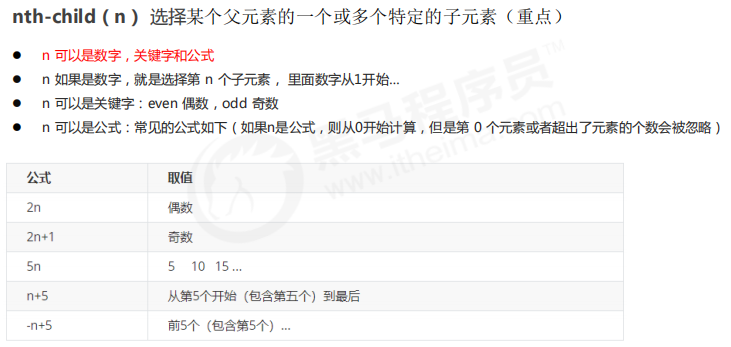 nth-child（n） 选择某个父元素的一个或多个特定的子元素（重点）
● n 可以是数字，关键字和公式
● n 如果是数字，就是选择第 n 个子元素， 里面数字从1开始…
● n 可以是关键字：even 偶数，odd 奇数
● n 可以是公式：常见的公式如下（如果n是公式，则从0开始计算，但是第 0 个元素或者超出了元素的个数会被忽略）
公式 取值
2n 偶数
2n+1 奇数
5n 5 10 15 ...
n+5 从第5个开始（包含第五个）到最后
-n+5 前5个（包含第5个）...
黑马程序员™
www.itheima.com